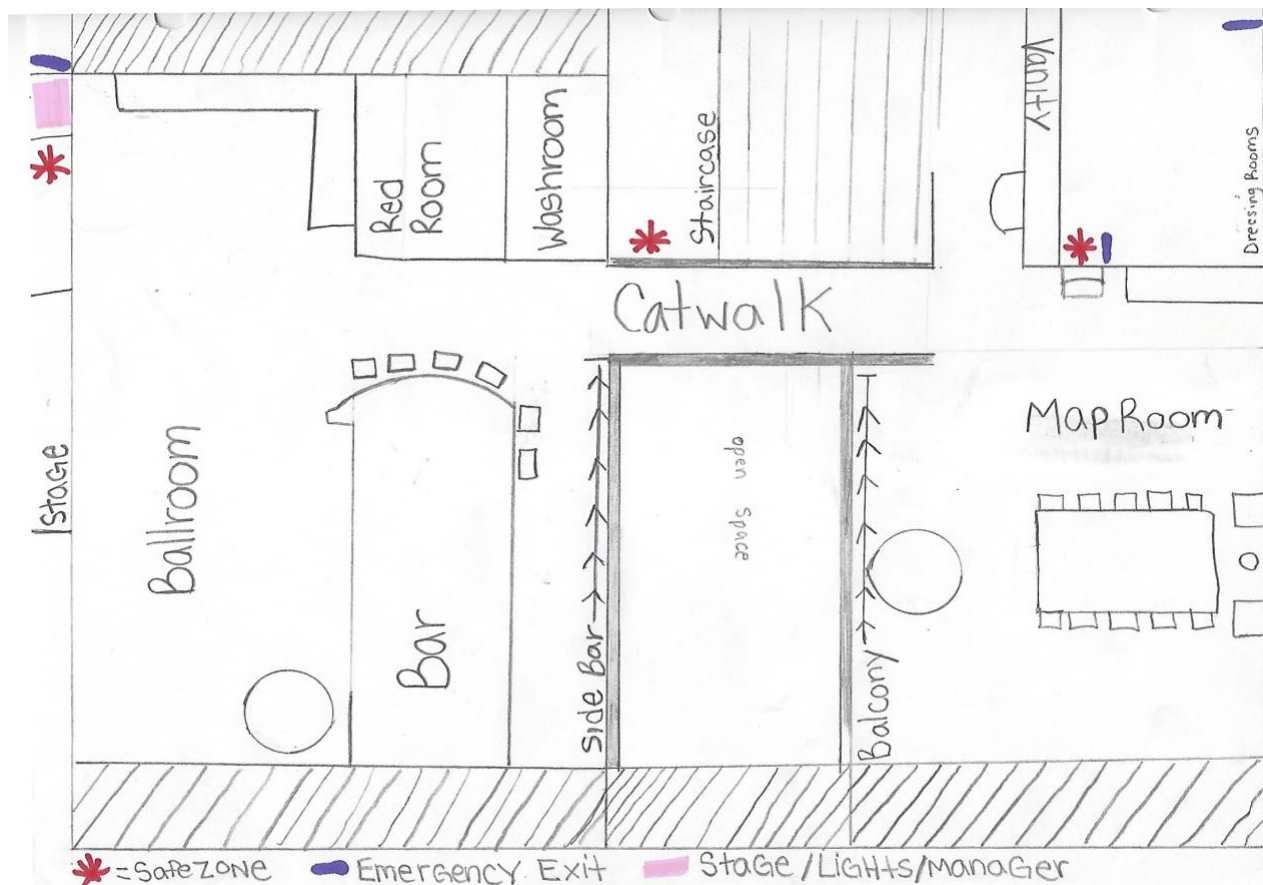 Vanity
Dressing Rooms
Red
Room
Washroom
Staircase
Catwalk
Map Room
Stage
Ballroom
Bar
Side Bar
open space
Balcony
= Safe ZONE
Emergency Exit
Stage / LiGHts/Manager